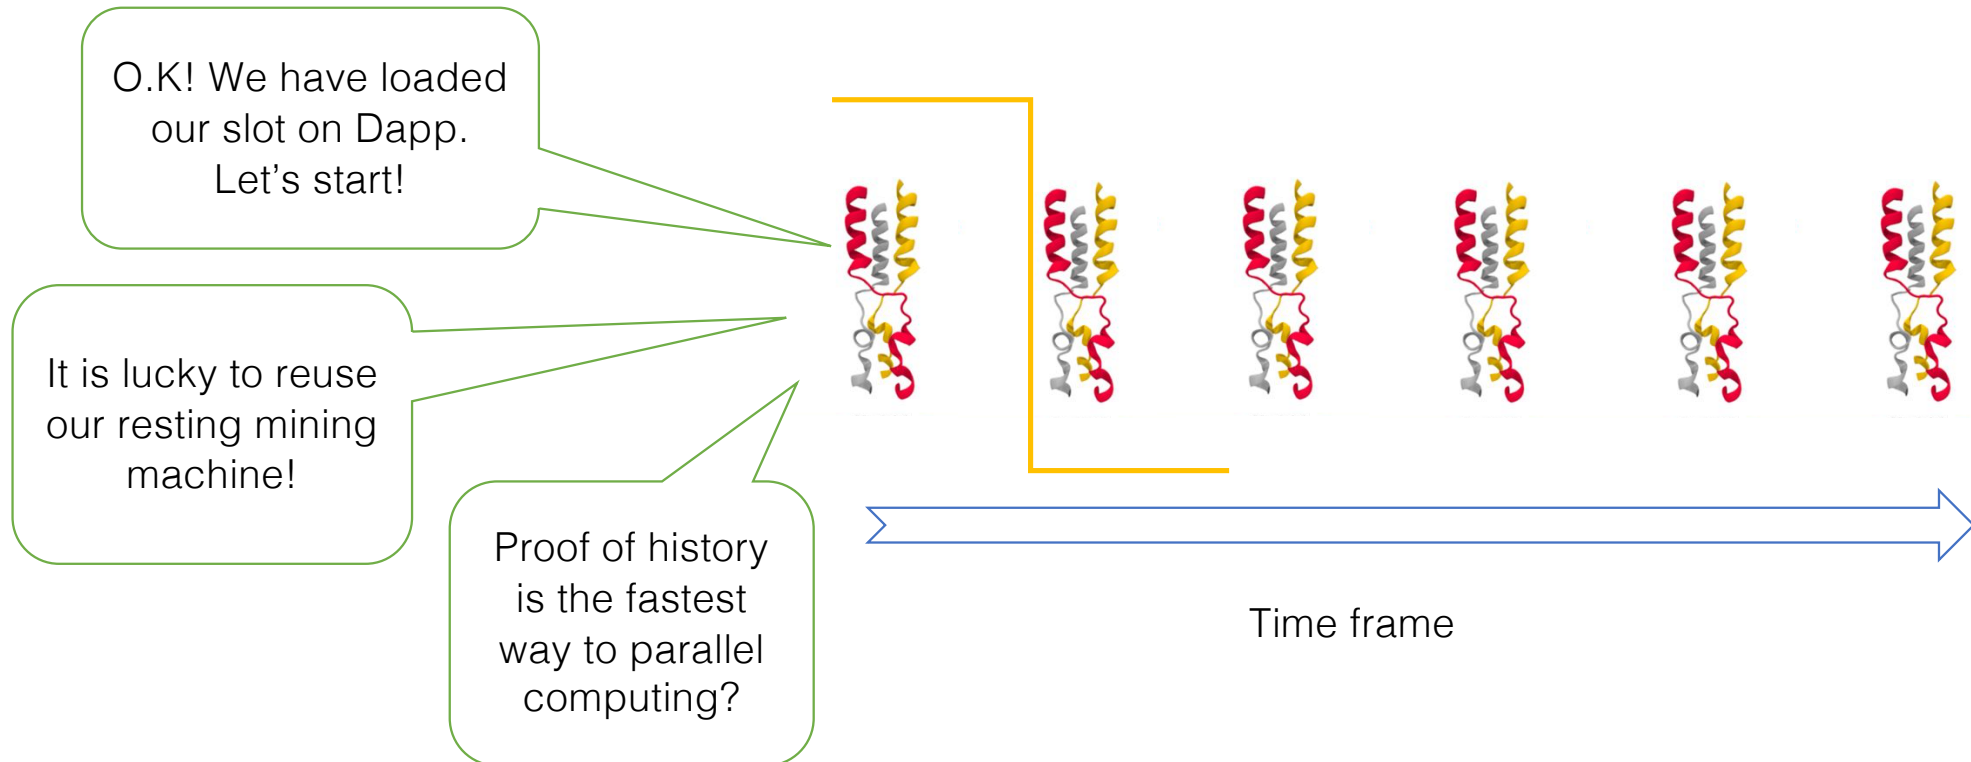 O.K! We have loaded
our slot on Dapp.
Let’s start!
It is lucky to reuse
our resting mining
machine!
Proof of history
is the fastest
way to parallel
computing?
Time frame